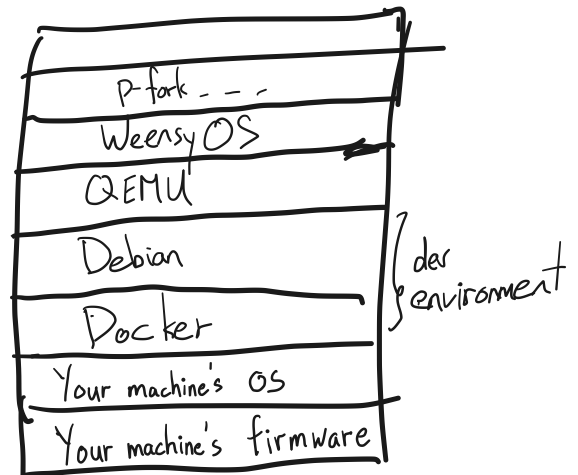 p-fork - - -
WeensyOS
QEMU
Debian
Docker
dev
environment
Your machine's OS
Your machine's firmware